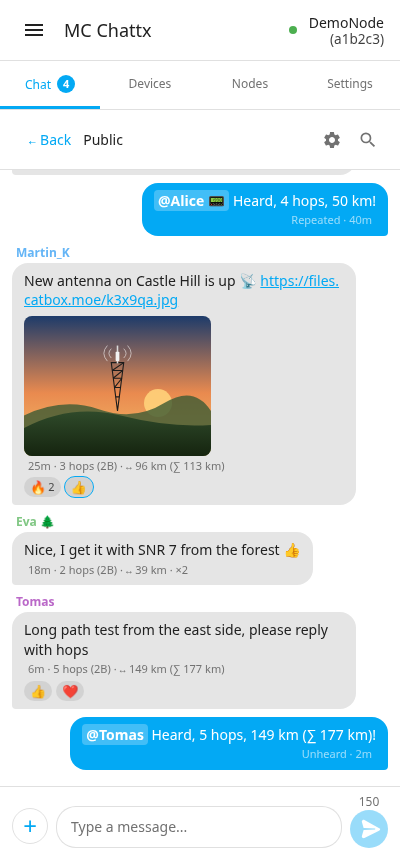 MC Chattx
DemoNode
(a1b2c3)
Chat 4
Devices
Nodes
Settings
←Back Public
@Alice 📟 Heard, 4 hops, 50 km!
Repeated · 40m
Martin_K
New antenna on Castle Hill is up 📡 https://files.
catbox.moe/k3x9qa.jpg
25m · 3 hops (2B) · ↔ 96 km (∑ 113 km)
🔥 2 👍
Eva 🌲
Nice, I get it with SNR 7 from the forest 👍
18m · 2 hops (2B) · ↔ 39 km · ×2
Tomas
Long path test from the east side, please reply
with hops
6m · 5 hops (2B) · ↔ 149 km (∑ 177 km)
👍 ❤️
@Tomas Heard, 5 hops, 149 km (∑ 177 km)!
Unheard · 2m
150
+ Type a message...